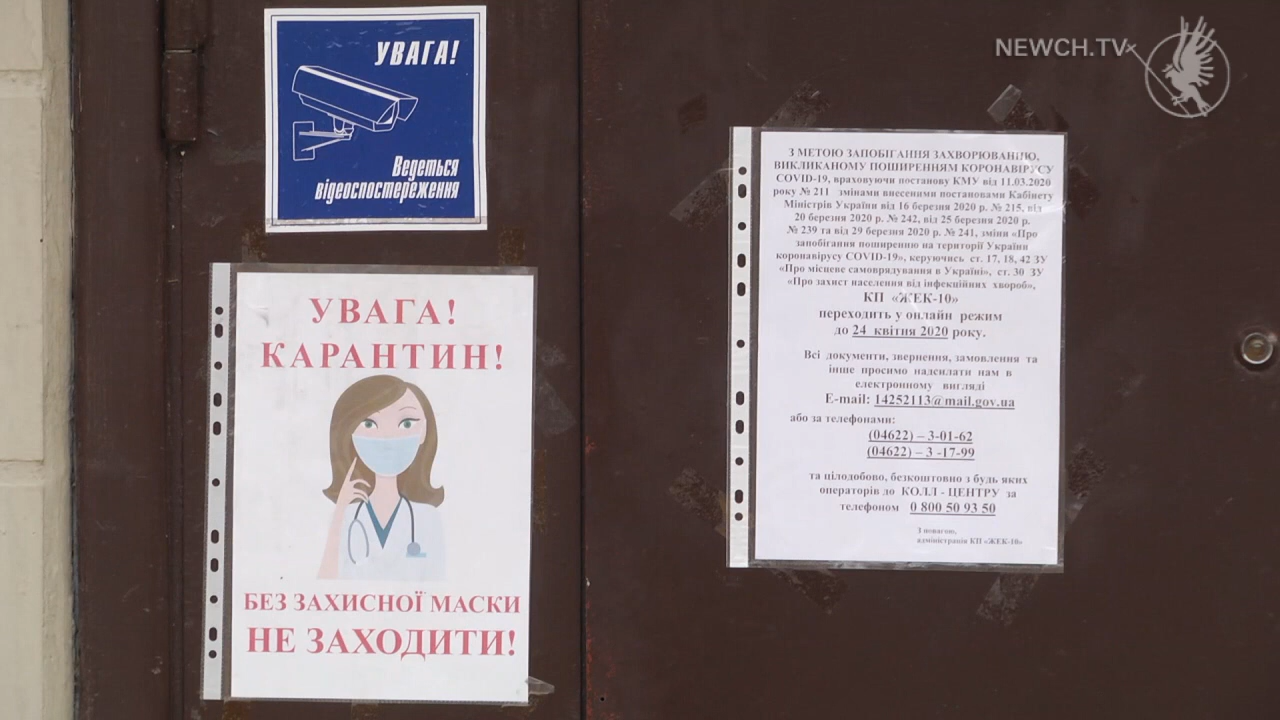 NEWCH.TV
УВАГА!
Ведеться
відеоспостереження
УВАГА!
КАРАНТИН!
БЕЗ ЗАХИСНОЇ МАСКИ
НЕ ЗАХОДИТИ!
З МЕТОЮ ЗАПОБІГАННЯ ЗАХВОРЮВАННЮ,
ВИКЛИКАНОМУ ПОШИРЕННЯМ КОРОНАВІРУСУ
COVID-19, враховуючи постанову КМУ від 11.03.2020
року № 211 змінами внесеними постановами Кабінету
Міністрів України від 16 березня 2020 р. № 215, від
20 березня 2020 р. № 242, від 25 березня 2020 р.
№ 239 та від 29 березня 2020 р. № 241, зміни «Про
запобігання поширенню на території України
коронавірусу COVID-19», керуючись ст. 17, 18, 42 ЗУ
«Про місцеве самоврядування в Україні», ст. 30 ЗУ
«Про захист населення від інфекційних хвороб»,
КП «ЖЕК-10»
переходить у онлайн режим
до 24 квітня 2020 року.
Всі документи, звернення, замовлення та
інше просимо надсилати нам в
електронному вигляді
E-mail: 14252113@mail.gov.ua
або за телефонами:
(04622) – 3-01-62
(04622) – 3 -17-99
та цілодобово, безкоштовно з будь яких
операторів до КОЛЛ - ЦЕНТРУ за
телефоном 0 800 50 93 50
З повагою,
адміністрація КП «ЖЕК-10»